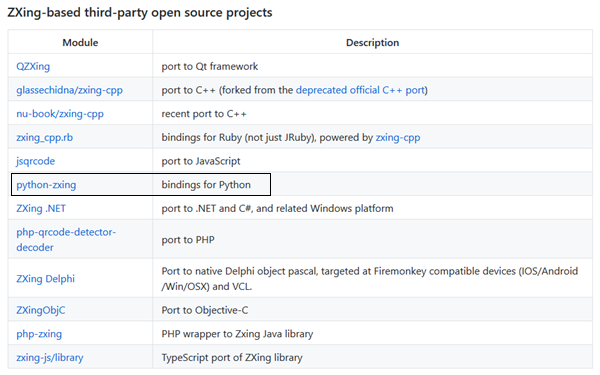 ZXing-based third-party open source projects
Module Description
QZXing port to Qt framework
glassechidna/zxing-cpp port to C++ (forked from the deprecated official C++ port)
nu-book/zxing-cpp recent port to C++
zxing_cpp.rb bindings for Ruby (not just JRuby), powered by zxing-cpp
jsqrcode port to JavaScript
python-zxing bindings for Python
ZXing .NET port to .NET and C#, and related Windows platform
php-qrcode-detector-
decoder port to PHP
ZXing Delphi Port to native Delphi object pascal, targeted at Firemonkey compatible devices (IOS/Android
/Win/OSX) and VCL.
ZXingObjC Port to Objective-C
php-zxing PHP wrapper to Zxing Java library
zxing-js/library TypeScript port of ZXing library